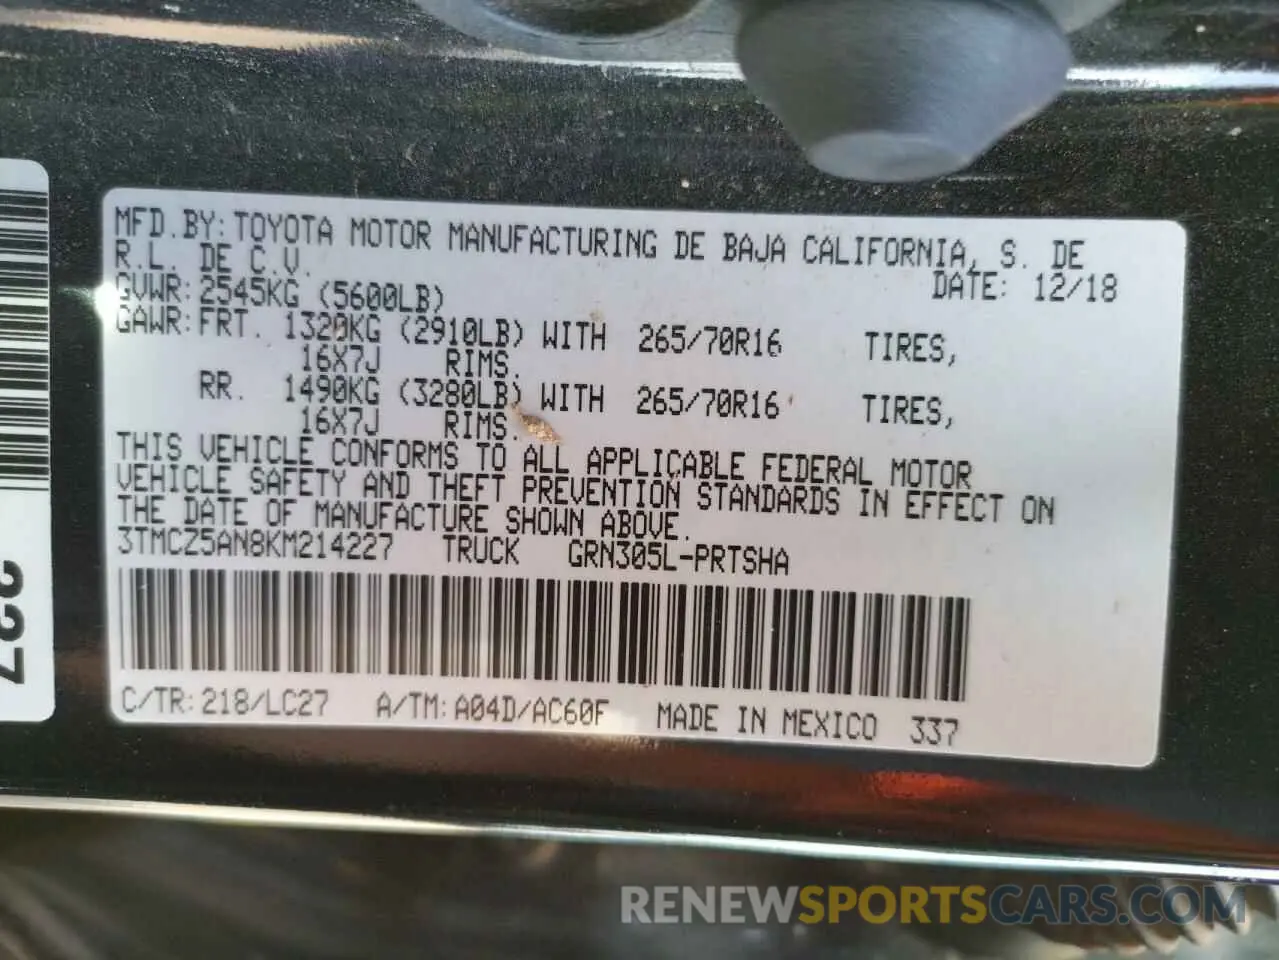 MFD.BY: TOYOTA MOTOR MANUFACTURING DE BAJA CALIFORNIA, S. DE
R.L. DE C.V.
DATE: 12/18
GVWR: 2545KG (5600LB)
GAWR: FRT. 1320KG (2910LB) WITH 265/70R16 TIRES,
16X7J RIMS.
RR. 1490KG (3280LB) WITH 265/70R16 TIRES,
16X7J RIMS.
THIS VEHICLE CONFORMS TO ALL APPLICABLE FEDERAL MOTOR
VEHICLE SAFETY AND THEFT PREVENTION STANDARDS IN EFFECT ON
THE DATE OF MANUFACTURE SHOWN ABOVE.
3TMCZ5AN8KM214227 TRUCK GRN305L-PRTSHA
C/TR: 218/LC27 A/TM: A04D/AC60F MADE IN MEXICO 337
RENEWSPORTSCARS.COM